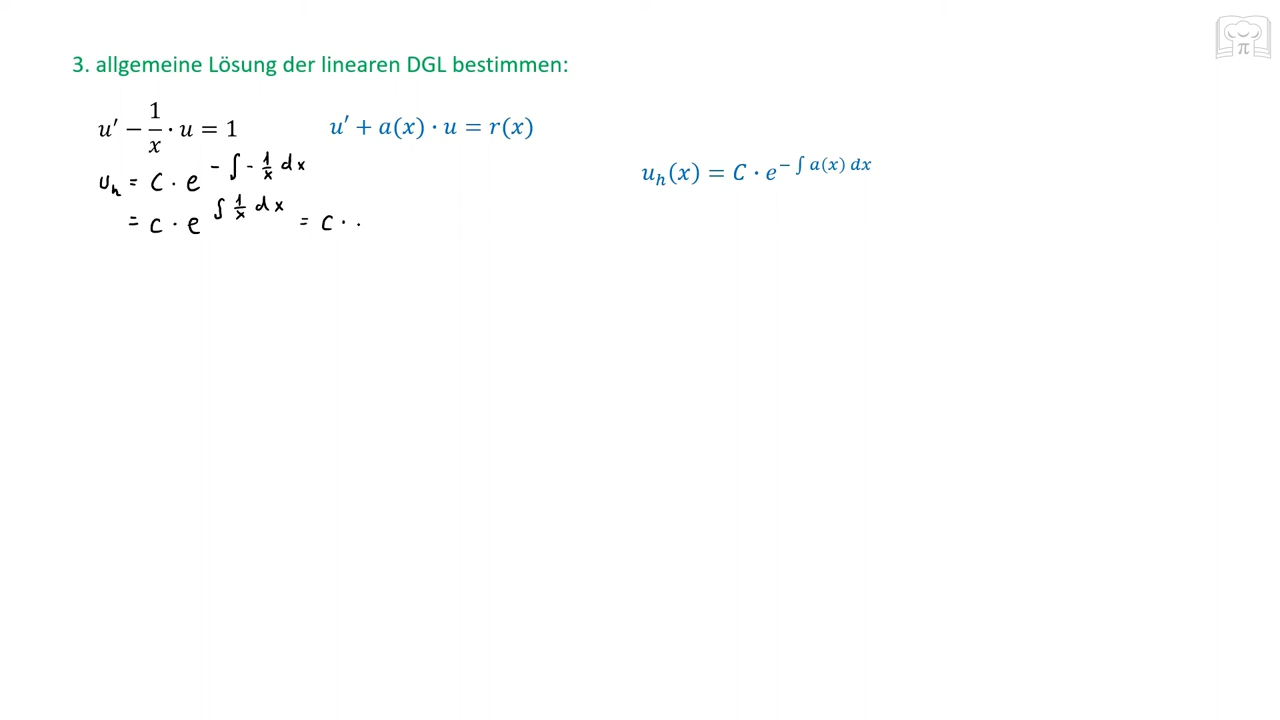 3. allgemeine Lösung der linearen DGL bestimmen:
u′ − 1/x · u = 1 u′ + a(x) · u = r(x)
u_h = C · e^(− ∫ − 1/x dx) u_h(x) = C · e^(− ∫ a(x) dx)
= C · e^(∫ 1/x dx) = C ·
π